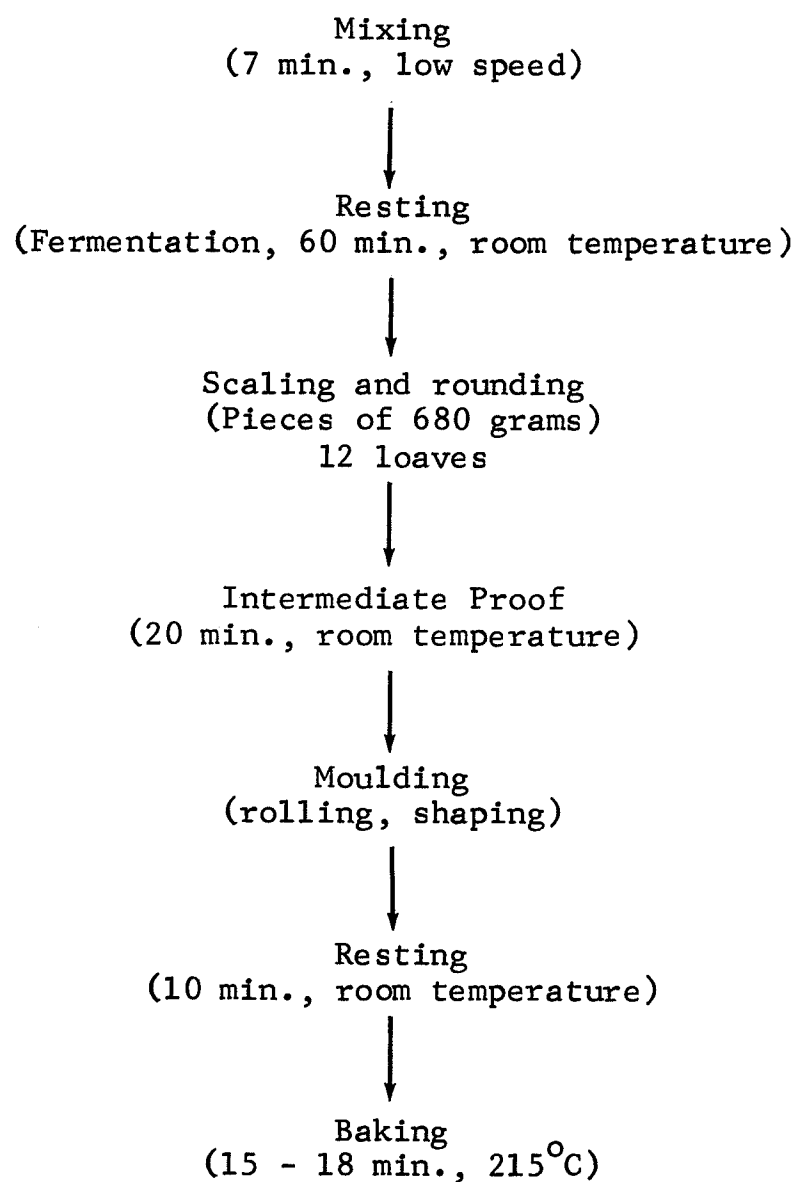 Mixing
(7 min., low speed)
Resting
(Fermentation, 60 min., room temperature)
Scaling and rounding
(Pieces of 680 grams)
12 loaves
Intermediate Proof
(20 min., room temperature)
Moulding
(rolling, shaping)
Resting
(10 min., room temperature)
Baking
(15 - 18 min., 215°C)